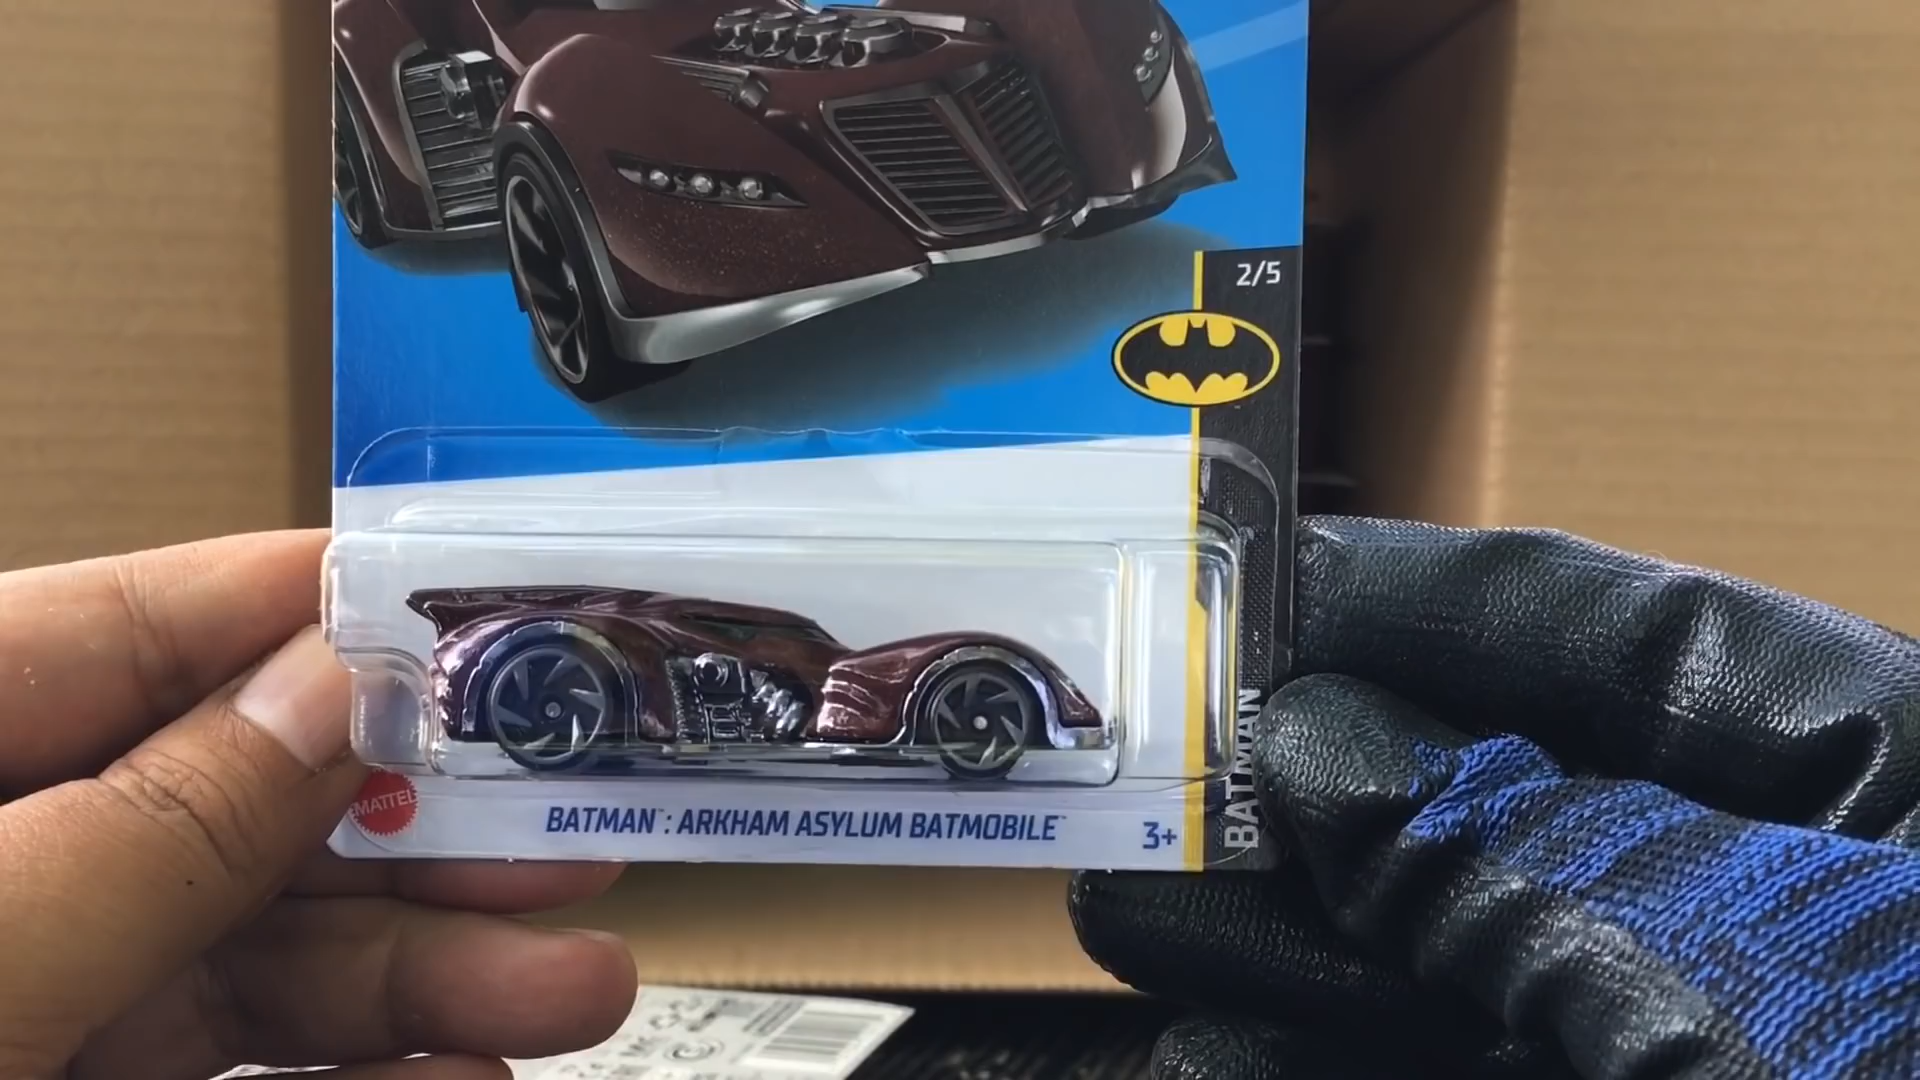 2/5
BATMAN™: ARKHAM ASYLUM BATMOBILE™
3+
BATMAN
MATTEL